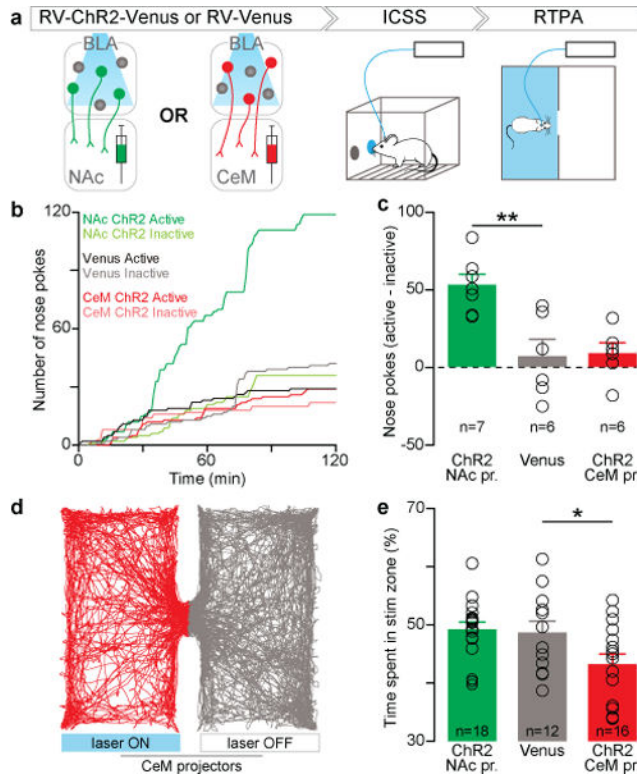 a
RV-ChR2-Venus or RV-Venus
ICSS
RTPA
BLA
BLA
OR
NAc
CeM
b
120
60
0
Number of nose pokes
NAc ChR2 Active
NAc ChR2 Inactive
Venus Active
Venus Inactive
CeM ChR2 Active
CeM ChR2 Inactive
0
60
120
Time (min)
c
100
50
0
-50
Nose pokes (active - inactive)
**
n=7
n=6
n=6
ChR2
NAc pr.
Venus
ChR2
CeM pr
d
laser ON
laser OFF
CeM projectors
e
70
50
30
Time spent in stim zone (%)
*
n=18
n=12
n=16
ChR2
NAc pr.
Venus
ChR2
CeM pr